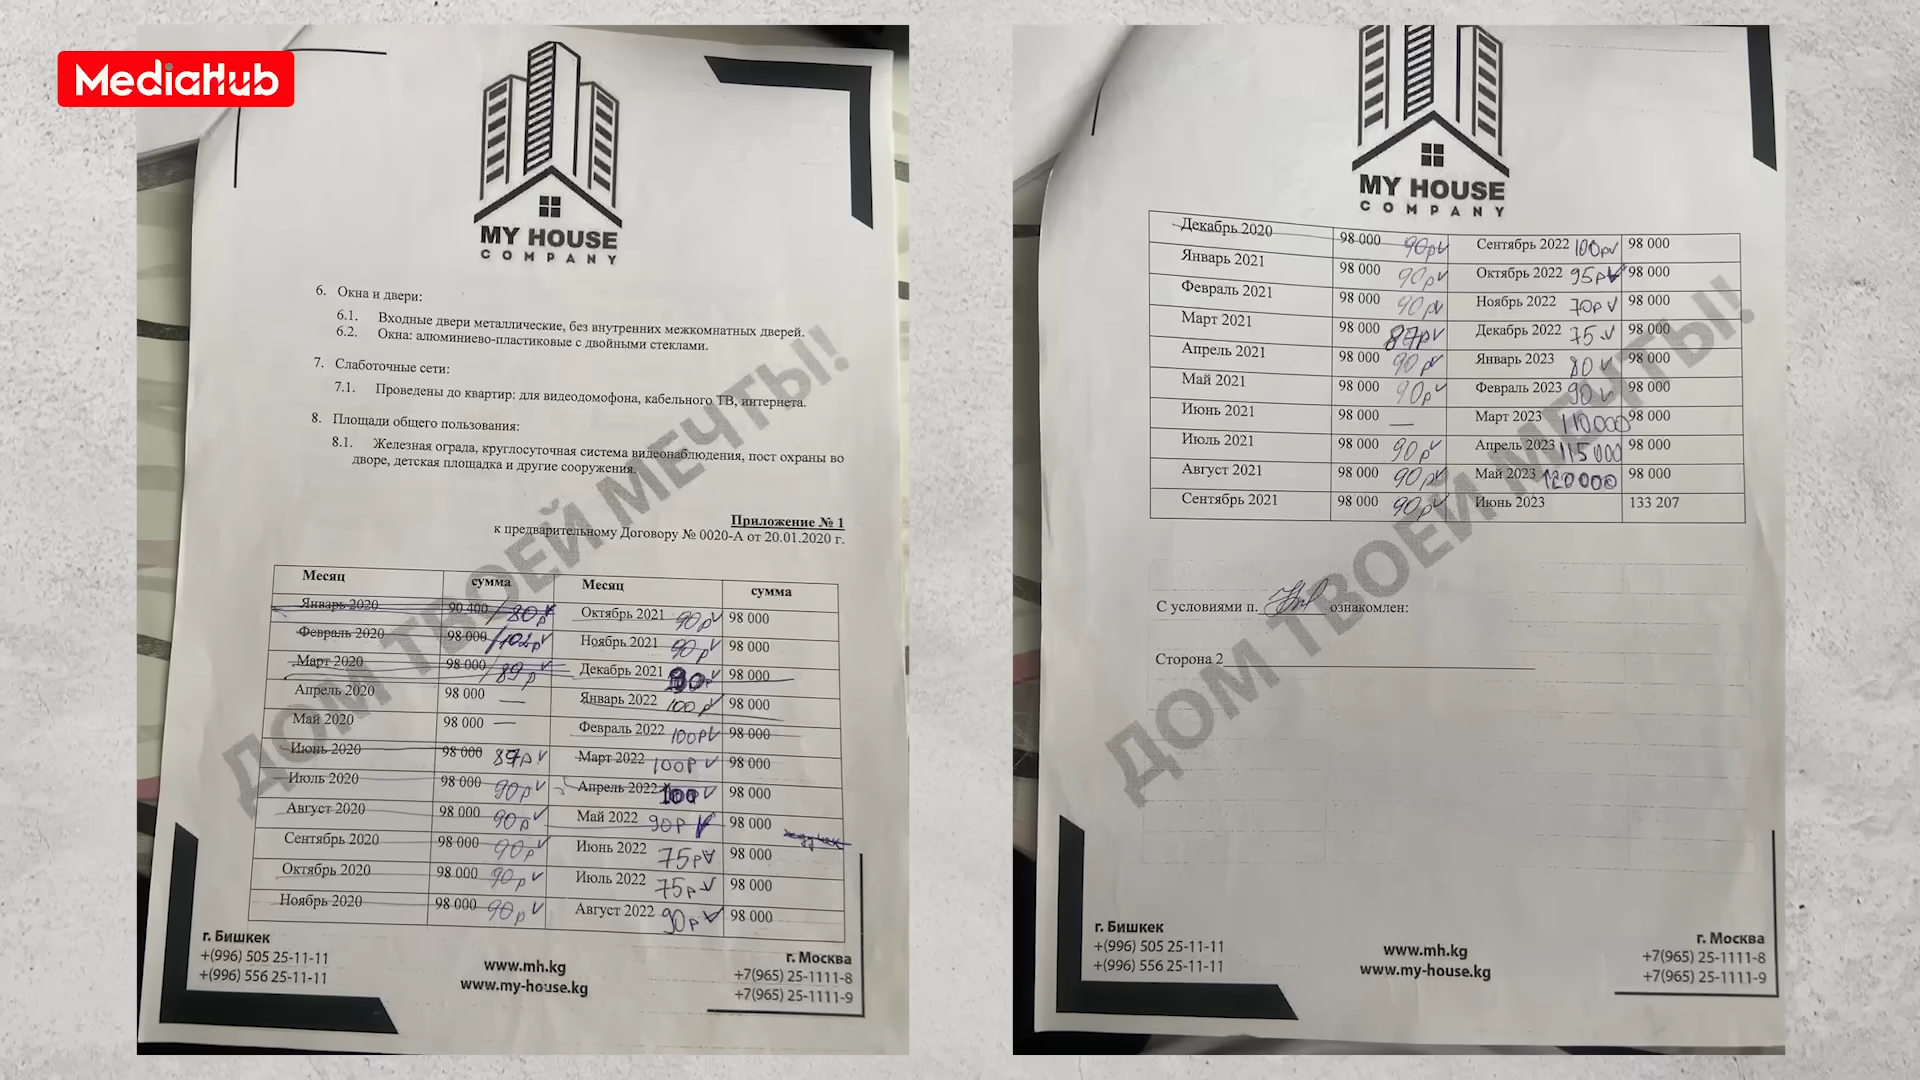 MediaHub
MY HOUSE
COMPANY
6. Окна и двери:
6.1. Входные двери металлические, без внутренних межкомнатных дверей.
6.2. Окна: алюминиево-пластиковые с двойными стеклами.
7. Слаботочные сети:
7.1. Проведены до квартир: для видеодомофона, кабельного ТВ, интернета.
8. Площади общего пользования:
8.1. Железная ограда, круглосуточная система видеонаблюдения, пост охраны во
дворе, детская площадка и другие сооружения.
ДОМ ТВОЕЙ МЕЧТЫ!
Приложение № 1
к предварительному Договору № 0020-А от 20.01.2020 г.
Месяц сумма Месяц сумма
Январь 2020 90 400 / 80р Октябрь 2021 90р 98 000
Февраль 2020 98 000 / 102р Ноябрь 2021 90р 98 000
Март 2020 98 000 / 89р Декабрь 2021 90р 98 000
Апрель 2020 98 000 — Январь 2022 100р 98 000
Май 2020 98 000 — Февраль 2022 100р 98 000
Июнь 2020 98 000 87р Март 2022 100р 98 000
Июль 2020 98 000 90р Апрель 2022 100 98 000
Август 2020 98 000 90р Май 2022 90р 98 000
Сентябрь 2020 98 000 90р Июнь 2022 75р 98 000
Октябрь 2020 98 000 90р Июль 2022 75р 98 000
Ноябрь 2020 98 000 90р Август 2022 90р 98 000
г. Бишкек
+(996) 505 25-11-11
+(996) 556 25-11-11
www.mh.kg
www.my-house.kg
г. Москва
+7(965) 25-1111-8
+7(965) 25-1111-9
MY HOUSE
COMPANY
Декабрь 2020 98 000 90р Сентябрь 2022 100р 98 000
Январь 2021 98 000 90р Октябрь 2022 95р 98 000
Февраль 2021 98 000 90р Ноябрь 2022 70р 98 000
Март 2021 98 000 87р Декабрь 2022 75 98 000
Апрель 2021 98 000 90р Январь 2023 80 98 000
Май 2021 98 000 90р Февраль 2023 90 98 000
Июнь 2021 98 000 — Март 2023 110000 98 000
Июль 2021 98 000 90р Апрель 2023 115 000 98 000
Август 2021 98 000 90р Май 2023 120000 98 000
Сентябрь 2021 98 000 90р Июнь 2023 133 207
ДОМ ТВОЕЙ МЕЧТЫ!
С условиями п. ознакомлен:
Сторона 2
г. Бишкек
+(996) 505 25-11-11
+(996) 556 25-11-11
www.mh.kg
www.my-house.kg
г. Москва
+7(965) 25-1111-8
+7(965) 25-1111-9